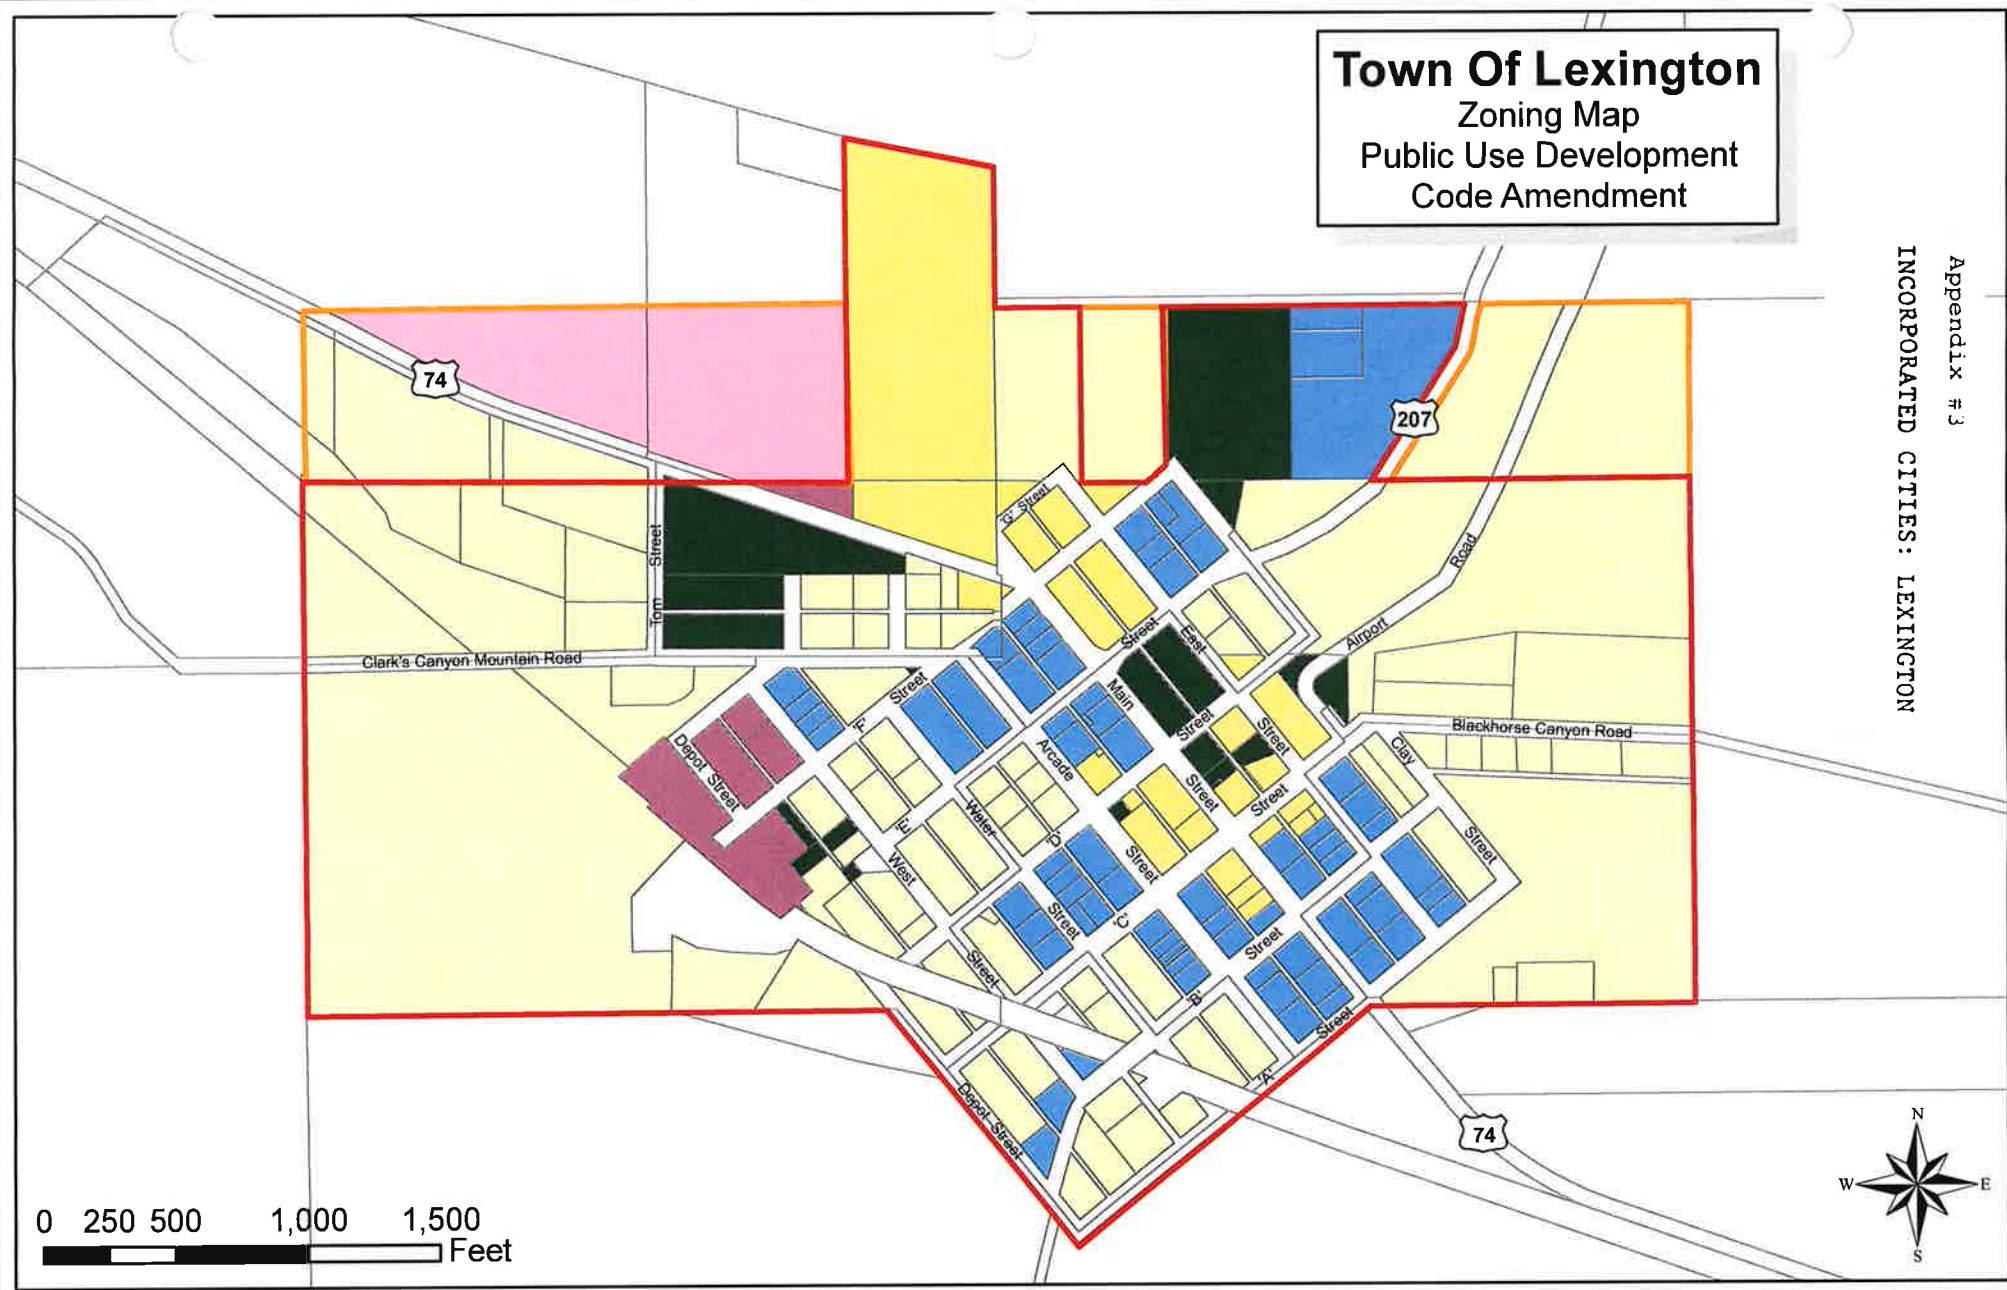 Town Of Lexington
Zoning Map
Public Use Development
Code Amendment
Appendix #3
INCORPORATED CITIES: LEXINGTON
74
207
'G' Street
Tom Street
Road
Airport
Street
East
Clark's Canyon Mountain Road
Street
'F'
Main
Street
Street
Blackhorse Canyon Road
Clay
Street
Depot Street
Arcade
Street
Street
Water
'E'
'D'
West
Street
Street
'C'
Street
Street
'B'
Street
'A'
Depot Street
74
0 250 500 1,000 1,500
Feet
N
W
E
S